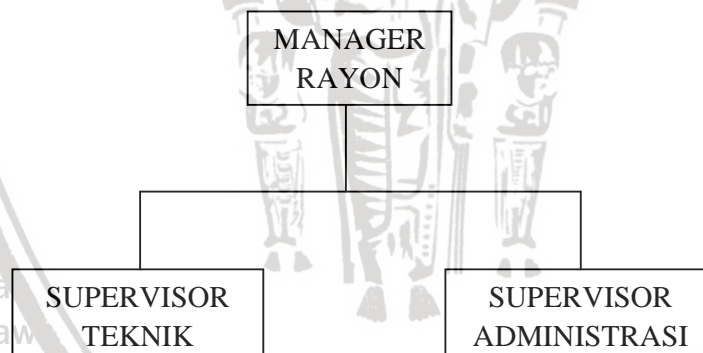 MANAGER
RAYON
SUPERVISOR
TEKNIK
SUPERVISOR
ADMINISTRASI